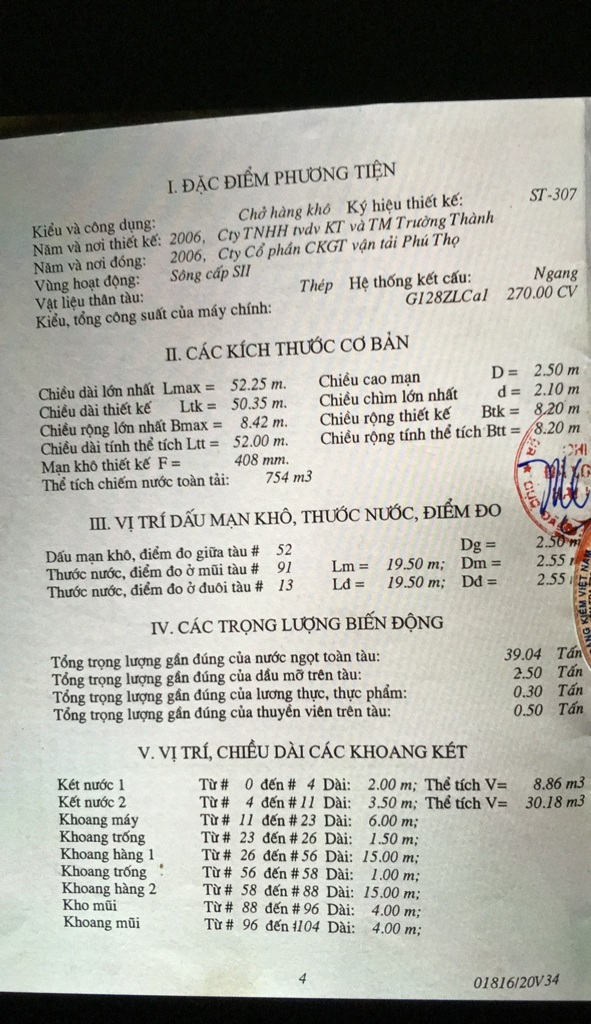 I. ĐẶC ĐIỂM PHƯƠNG TIỆN
Kiểu và công dụng: Chở hàng khô Ký hiệu thiết kế: ST-307
Năm và nơi thiết kế: 2006, Cty TNHH tvdv KT và TM Trường Thành
Năm và nơi đóng: 2006, Cty Cổ phần CKGT vận tải Phú Thọ
Vùng hoạt động: Sông cấp SII
Vật liệu thân tàu: Thép Hệ thống kết cấu: Ngang
Kiểu, tổng công suất của máy chính: G128ZLCa1 270.00 CV
II. CÁC KÍCH THƯỚC CƠ BẢN
Chiều dài lớn nhất Lmax = 52.25 m. Chiều cao mạn D = 2.50 m
Chiều dài thiết kế Ltk = 50.35 m. Chiều chìm lớn nhất d = 2.10 m
Chiều rộng lớn nhất Bmax = 8.42 m. Chiều rộng thiết kế Btk = 8.20 m
Chiều dài tính thể tích Ltt = 52.00 m. Chiều rộng tính thể tích Btt = 8.20 m
Mạn khô thiết kế F = 408 mm.
Thể tích chiếm nước toàn tải: 754 m3
III. VỊ TRÍ DẤU MẠN KHÔ, THƯỚC NƯỚC, ĐIỂM ĐO
Dấu mạn khô, điểm đo giữa tàu # 52 Dg = 2.50 m
Thước nước, điểm đo ở mũi tàu # 91 Lm = 19.50 m; Dm = 2.55
Thước nước, điểm đo ở đuôi tàu # 13 Lđ = 19.50 m; Dđ = 2.55
IV. CÁC TRỌNG LƯỢNG BIẾN ĐỘNG
Tổng trọng lượng gần đúng của nước ngọt toàn tàu: 39.04 Tấn
Tổng trọng lượng gần đúng của dầu mỡ trên tàu: 2.50 Tấn
Tổng trọng lượng gần đúng của lương thực, thực phẩm: 0.30 Tấn
Tổng trọng lượng gần đúng của thuyền viên trên tàu: 0.50 Tấn
V. VỊ TRÍ, CHIỀU DÀI CÁC KHOANG KÉT
Két nước 1 Từ # 0 đến # 4 Dài: 2.00 m; Thể tích V= 8.86 m3
Két nước 2 Từ # 4 đến # 11 Dài: 3.50 m; Thể tích V= 30.18 m3
Khoang máy Từ # 11 đến # 23 Dài: 6.00 m;
Khoang trống Từ # 23 đến # 26 Dài: 1.50 m;
Khoang hàng 1 Từ # 26 đến # 56 Dài: 15.00 m;
Khoang trống Từ # 56 đến # 58 Dài: 1.00 m;
Khoang hàng 2 Từ # 58 đến # 88 Dài: 15.00 m;
Kho mũi Từ # 88 đến # 96 Dài: 4.00 m;
Khoang mũi Từ # 96 đến #104 Dài: 4.00 m;
4
01816/20V34